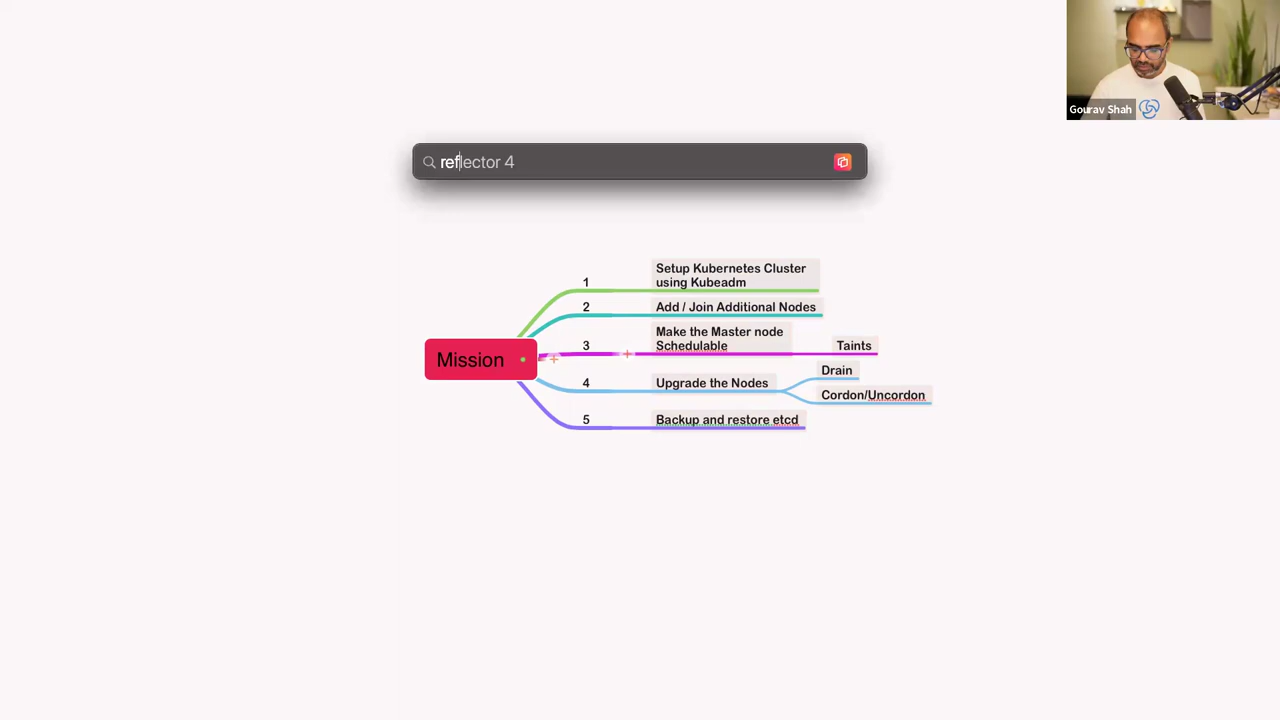 Gourav Shah
reflector 4
Mission
1
Setup Kubernetes Cluster
using Kubeadm
2
Add / Join Additional Nodes
3
Make the Master node
Schedulable
Taints
4
Upgrade the Nodes
Drain
Cordon/Uncordon
5
Backup and restore etcd